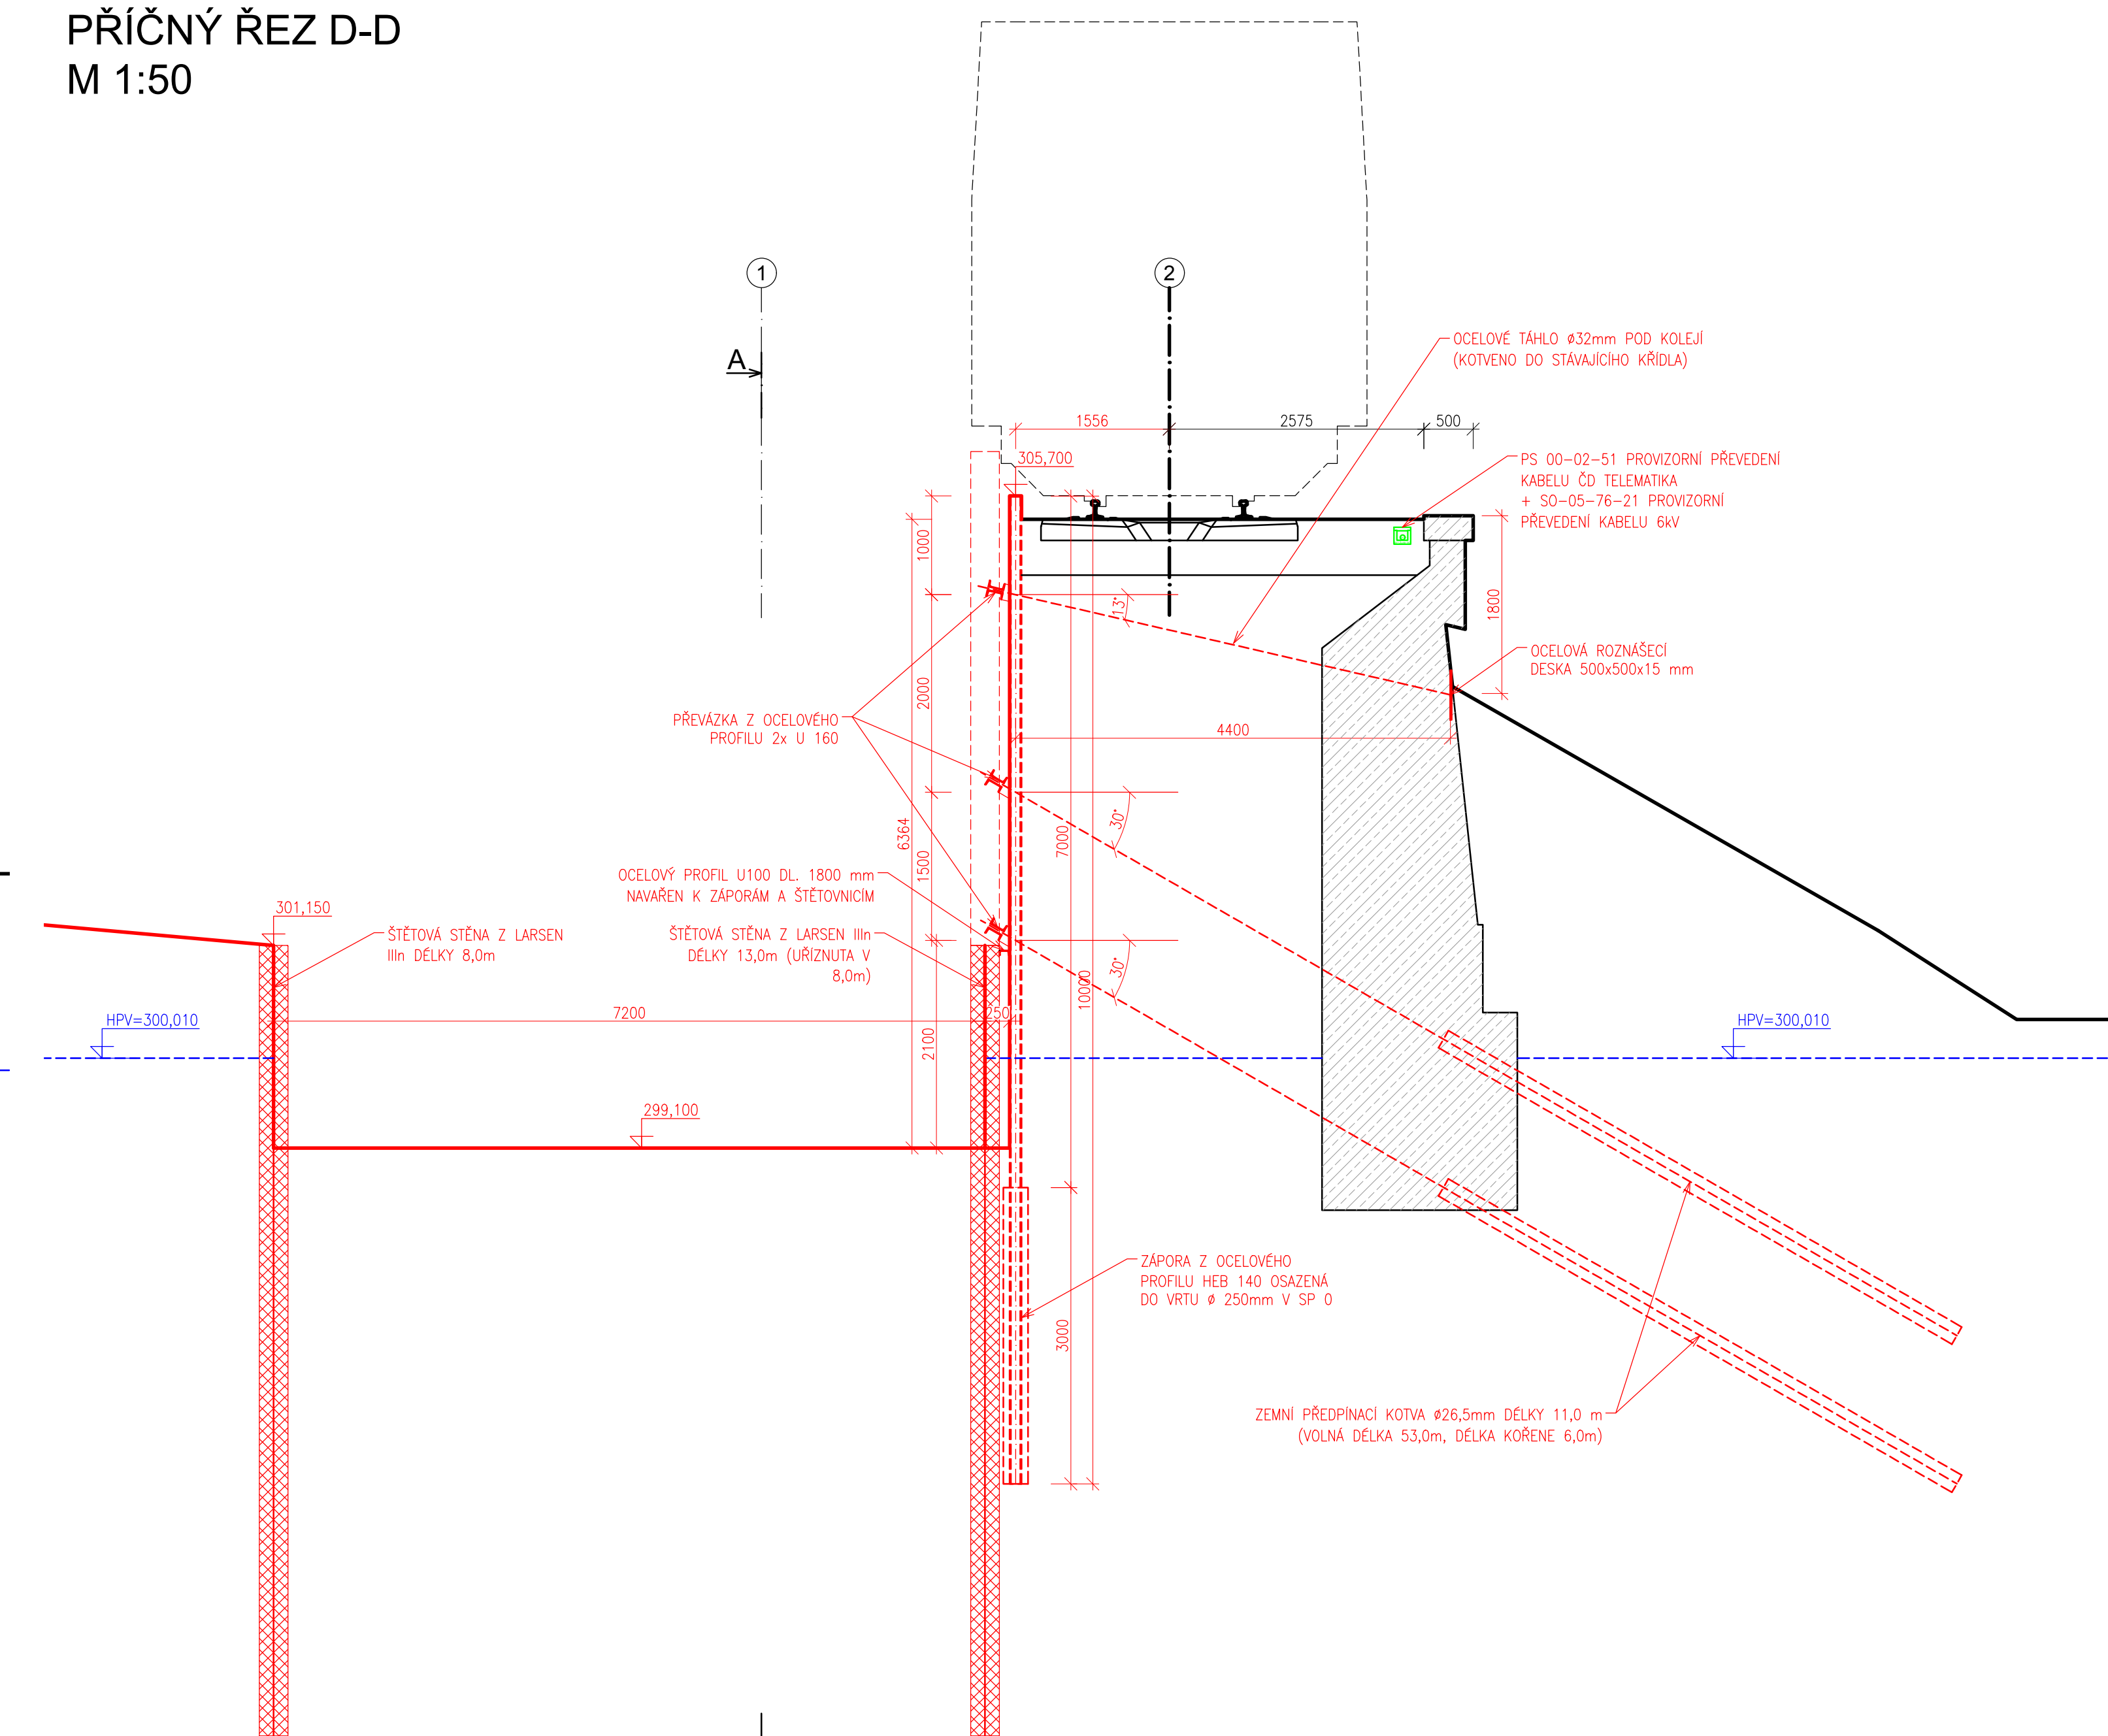 PŘÍČNÝ ŘEZ D-D
M 1:50
1
2
A
OCELOVÉ TÁHLO ø32mm POD KOLEJÍ
(KOTVENO DO STÁVAJÍCÍHO KŘÍDLA)
1556
2575
500
305,700
PS 00-02-51 PROVIZORNÍ PŘEVEDENÍ
KABELU ČD TELEMATIKA
+ SO-05-76-21 PROVIZORNÍ
PŘEVEDENÍ KABELU 6kV
1000
13°
1800
OCELOVÁ ROZNÁŠECÍ
DESKA 500x500x15 mm
2000
PŘEVÁZKA Z OCELOVÉHO
PROFILU 2x U 160
4400
6364
1500
7000
30°
OCELOVÝ PROFIL U100 DL. 1800 mm
NAVAŘEN K ZÁPORÁM A ŠTĚTOVNICÍM
301,150
ŠTĚTOVÁ STĚNA Z LARSEN
IIIn DÉLKY 8,0m
ŠTĚTOVÁ STĚNA Z LARSEN IIIn
DÉLKY 13,0m (UŘÍZNUTA V
8,0m)
30°
10000
HPV=300,010
7200
250
2100
HPV=300,010
299,100
ZÁPORA Z OCELOVÉHO
PROFILU HEB 140 OSAZENÁ
DO VRTU ø 250mm V SP 0
3000
ZEMNÍ PŘEDPÍNACÍ KOTVA ø26,5mm DÉLKY 11,0 m
(VOLNÁ DÉLKA 53,0m, DÉLKA KOŘENE 6,0m)